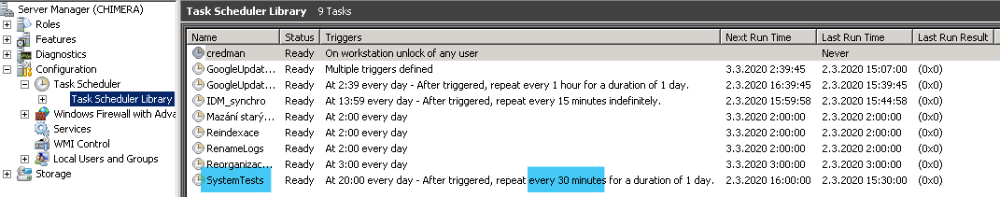 Server Manager (CHIMERA)
Roles
Features
Diagnostics
Configuration
Task Scheduler
Task Scheduler Library
Windows Firewall with Adva
Services
WMI Control
Local Users and Groups
Storage
Task Scheduler Library 9 Tasks
Name Status Triggers Next Run Time Last Run Time Last Run Result
credman Ready On workstation unlock of any user Never
GoogleUpdat... Ready Multiple triggers defined 3.3.2020 2:39:45 2.3.2020 15:07:00 (0x0)
GoogleUpdat... Ready At 2:39 every day - After triggered, repeat every 1 hour for a duration of 1 day. 2.3.2020 16:39:45 2.3.2020 15:39:45 (0x0)
IDM_synchro Ready At 13:59 every day - After triggered, repeat every 15 minutes indefinitely. 2.3.2020 15:59:58 2.3.2020 15:44:58 (0x0)
Mazání starý... Ready At 2:00 every day 3.3.2020 2:00:00 2.3.2020 2:00:00 (0x0)
Reindexace Ready At 2:00 every day 3.3.2020 2:00:00 2.3.2020 2:00:00 (0x0)
RenameLogs Ready At 2:00 every day 3.3.2020 2:00:00 2.3.2020 2:00:00 (0x0)
Reorganizac... Ready At 3:00 every day 3.3.2020 3:00:00 2.3.2020 3:00:00 (0x0)
SystemTests Ready At 20:00 every day - After triggered, repeat every 30 minutes for a duration of 1 day. 2.3.2020 16:00:00 2.3.2020 15:30:00 (0x0)